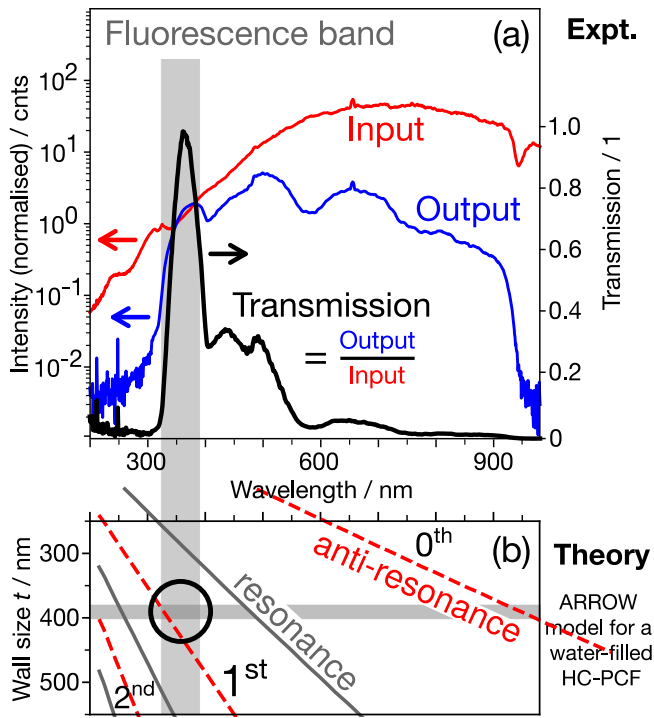 Fluorescence band
(a)
Expt.
Intensity (normalised) / cnts
10²
10¹
10⁰
10⁻¹
10⁻²
Input
Output
Transmission
= Output
Input
Transmission / 1
1.0
0.8
0.6
0.4
0.2
0
300
600
900
Wavelength / nm
Wall size t / nm
300
400
500
(b)
0th
anti-resonance
resonance
1st
2nd
Theory
ARROW
model for a
water-filled
HC-PCF